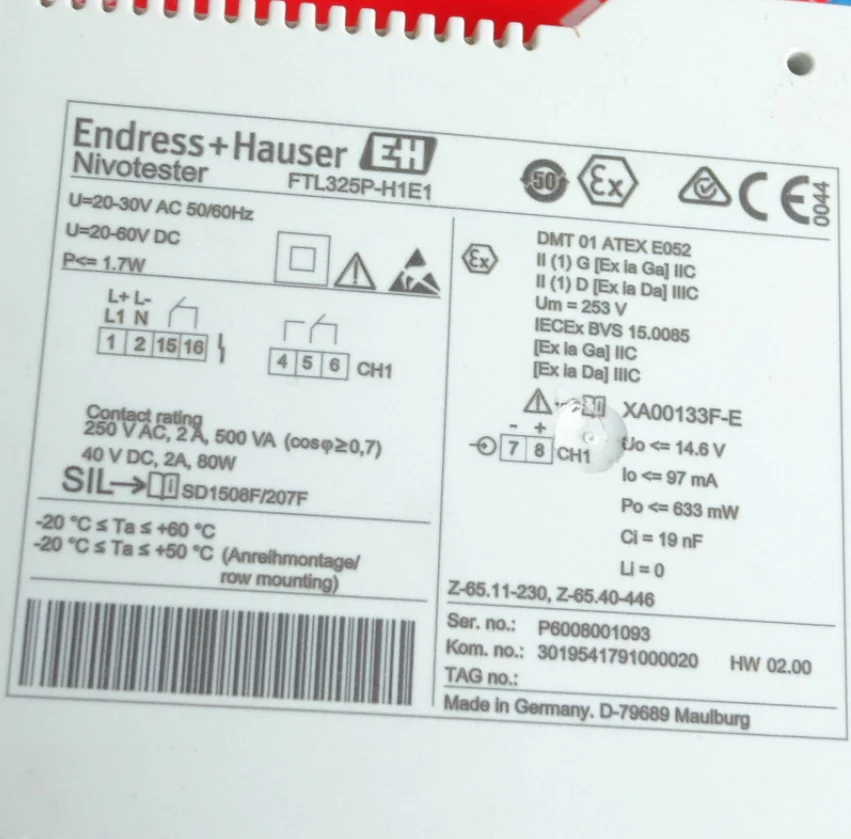 Endress+Hauser EH
Nivotester
FTL325P-H1E1
50
Ex
CE
0044
U=20-30V AC 50/60Hz
U=20-60V DC
P<= 1.7W
L+ L-
L1 N
1 2 15 16
4 5 6 CH1
Contact rating
250 V AC, 2 A, 500 VA (cosφ≥0,7)
40 V DC, 2A, 80W
SIL→ i SD1508F/207F
-20 °C ≤ Ta ≤ +60 °C
-20 °C ≤ Ta ≤ +50 °C (Anreihmontage/
row mounting)
Ex
DMT 01 ATEX E052
II (1) G [Ex ia Ga] IIC
II (1) D [Ex ia Da] IIIC
Um = 253 V
IECEx BVS 15.0085
[Ex ia Ga] IIC
[Ex ia Da] IIIC
XA00133F-E
- +
7 8 CH1
Uo <= 14.6 V
Io <= 97 mA
Po <= 633 mW
Ci = 19 nF
Li = 0
Z-65.11-230, Z-65.40-446
Ser. no.: P6008001093
Kom. no.: 3019541791000020 HW 02.00
TAG no.:
Made in Germany. D-79689 Maulburg